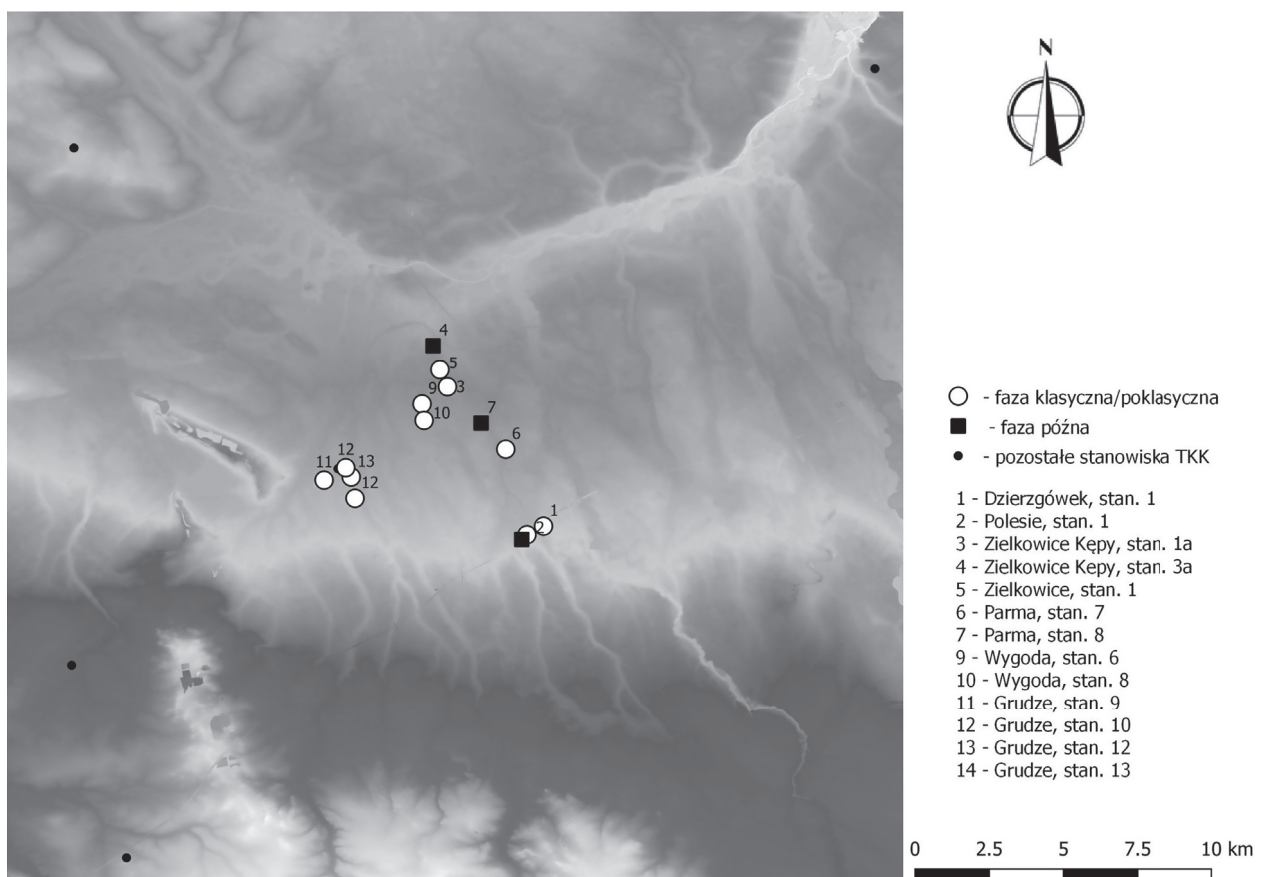 N
4
5
3
9
10
7
6
12
11
13
12
1
2
- faza klasyczna/poklasyczna
- faza późna
- pozostałe stanowiska TKK
1 - Dzierzgówek, stan. 1
2 - Polesie, stan. 1
3 - Zielkowice Kępy, stan. 1a
4 - Zielkowice Kępy, stan. 3a
5 - Zielkowice, stan. 1
6 - Parma, stan. 7
7 - Parma, stan. 8
9 - Wygoda, stan. 6
10 - Wygoda, stan. 8
11 - Grudze, stan. 9
12 - Grudze, stan. 10
13 - Grudze, stan. 12
14 - Grudze, stan. 13
0 2.5 5 7.5 10 km